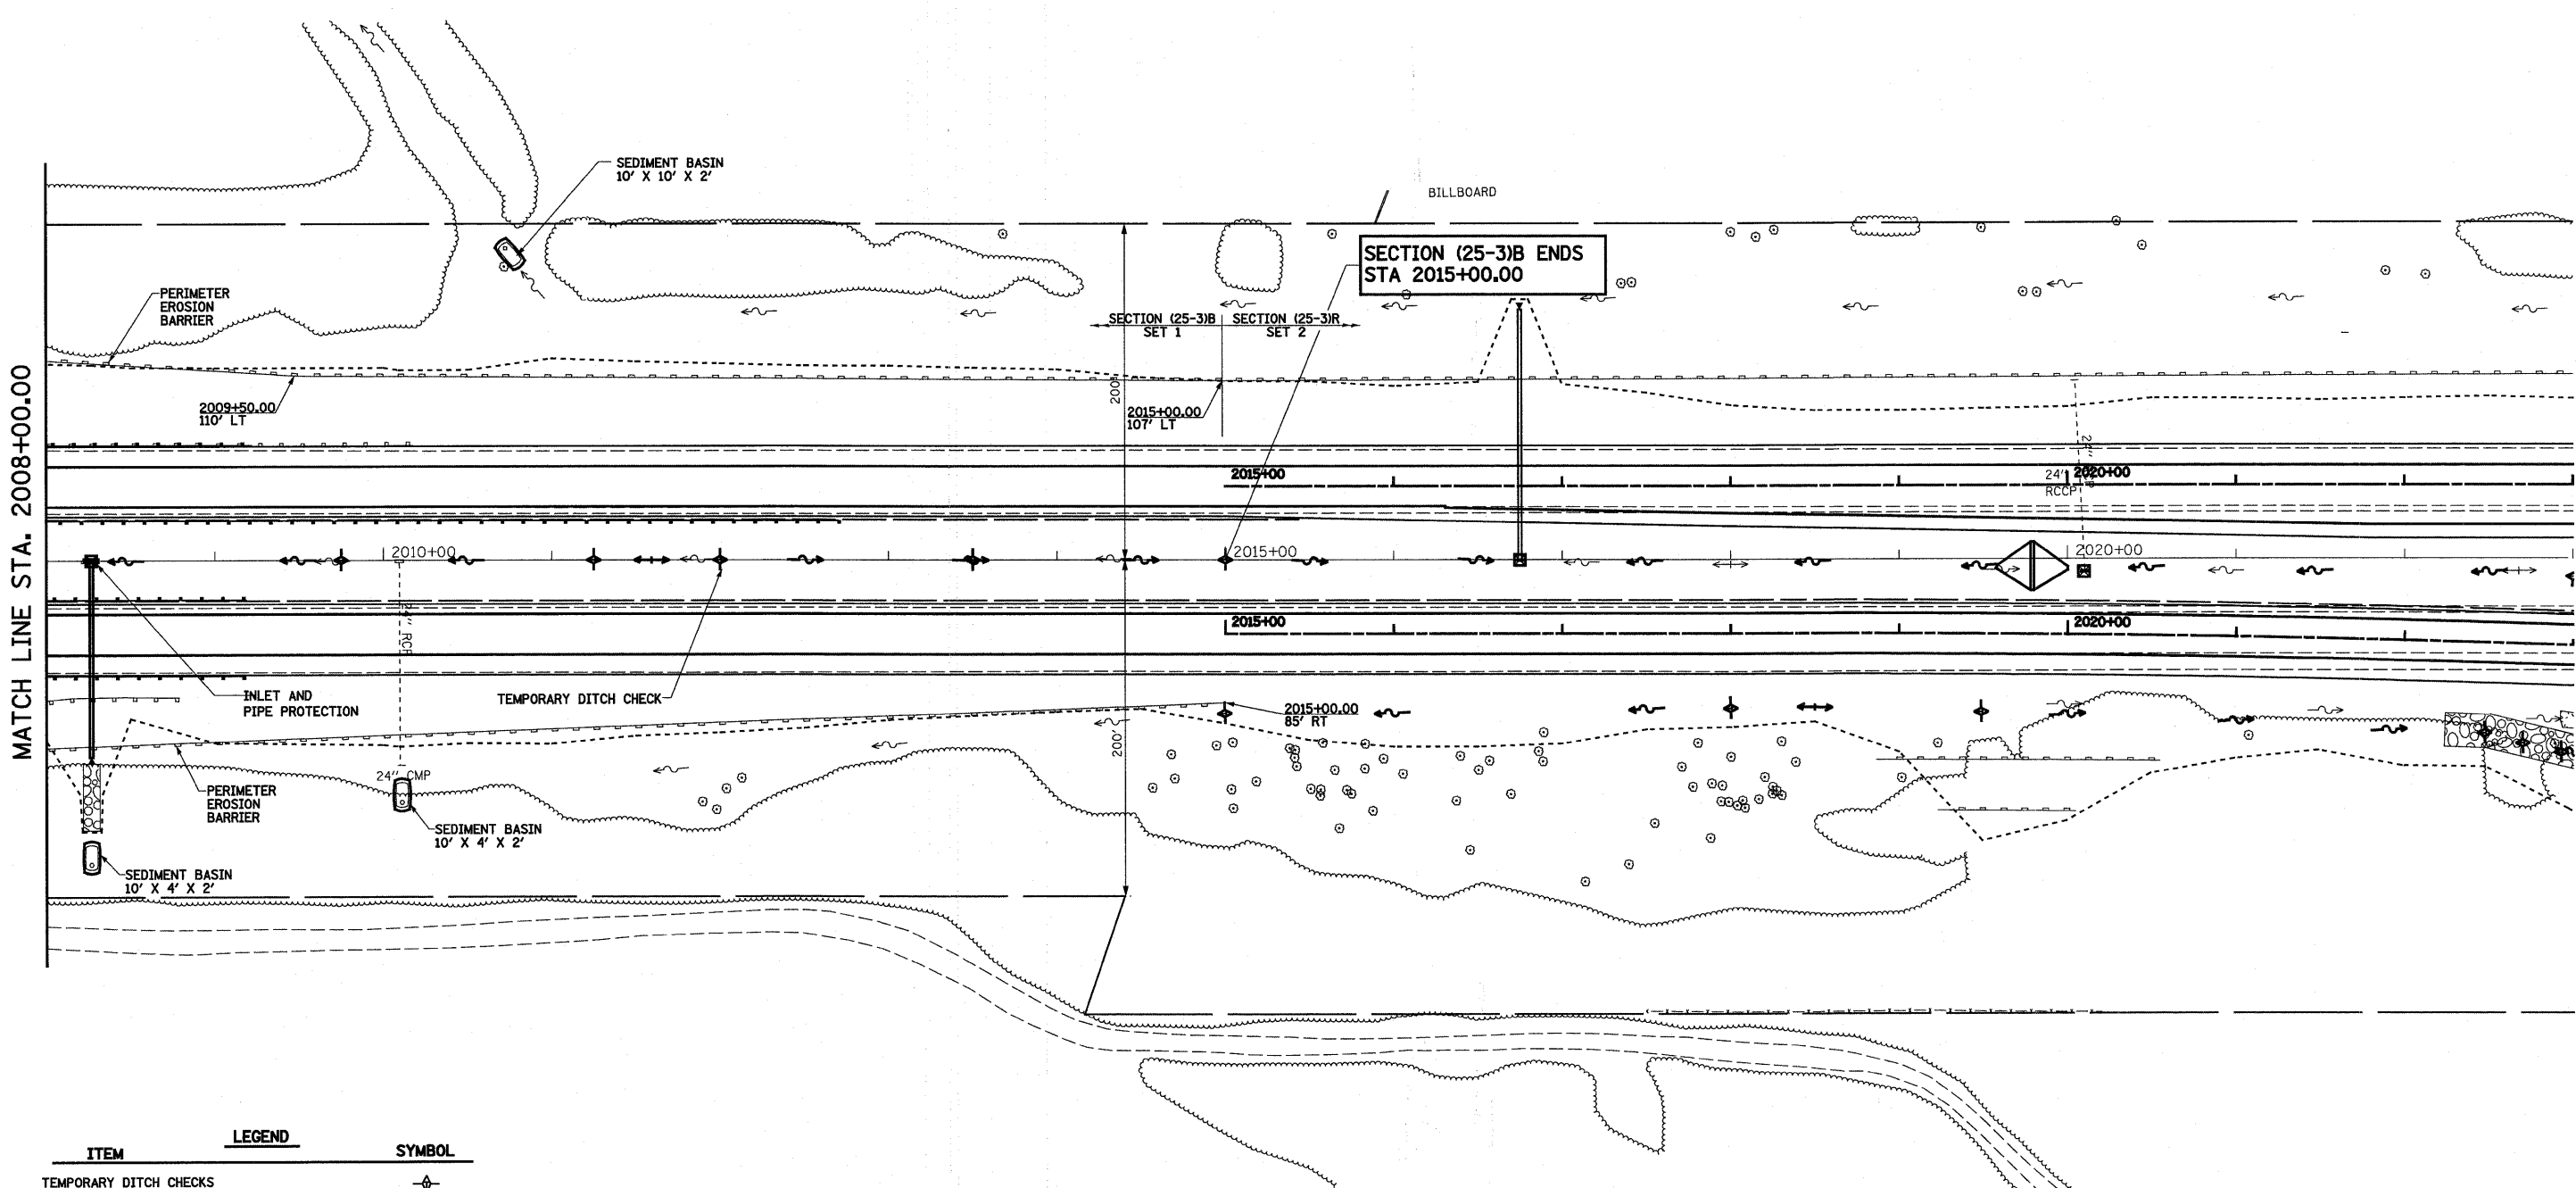 SEDIMENT BASIN
10' X 10' X 2'
BILLBOARD
SECTION (25-3)B ENDS
STA 2015+00.00
PERIMETER
EROSION
BARRIER
SECTION (25-3)B
SET 1
SECTION (25-3)R
SET 2
MATCH LINE STA. 2008+00.00
2009+50.00
110' LT
200'
2015+00.00
107' LT
2015+00
24"
24"
RCCP
2020+00
2010+00
2015+00
2020+00
24" RCP
2015+00
2020+00
INLET AND
PIPE PROTECTION
TEMPORARY DITCH CHECK
2015+00.00
85' RT
200'
24" CMP
PERIMETER
EROSION
BARRIER
SEDIMENT BASIN
10' X 4' X 2'
SEDIMENT BASIN
10' X 4' X 2'
LEGEND
ITEM SYMBOL
TEMPORARY DITCH CHECKS